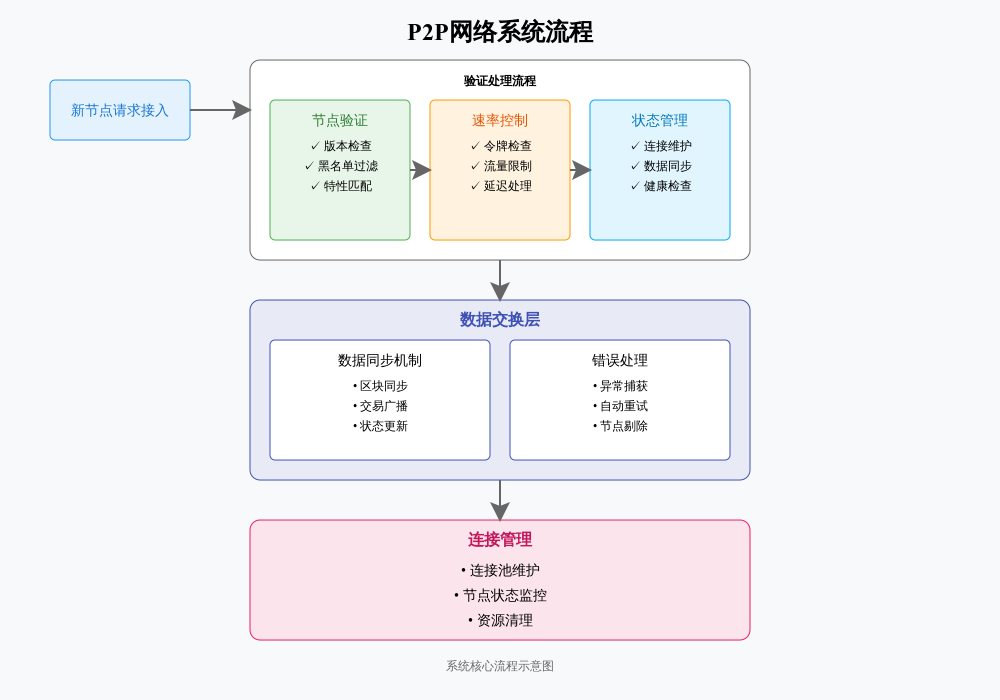 P2P网络系统流程
新节点请求接入
验证处理流程
节点验证
✓ 版本检查
✓ 黑名单过滤
✓ 特性匹配
速率控制
✓ 令牌检查
✓ 流量限制
✓ 延迟处理
状态管理
✓ 连接维护
✓ 数据同步
✓ 健康检查
数据交换层
数据同步机制
• 区块同步
• 交易广播
• 状态更新
错误处理
• 异常捕获
• 自动重试
• 节点剔除
连接管理
• 连接池维护
• 节点状态监控
• 资源清理
系统核心流程示意图